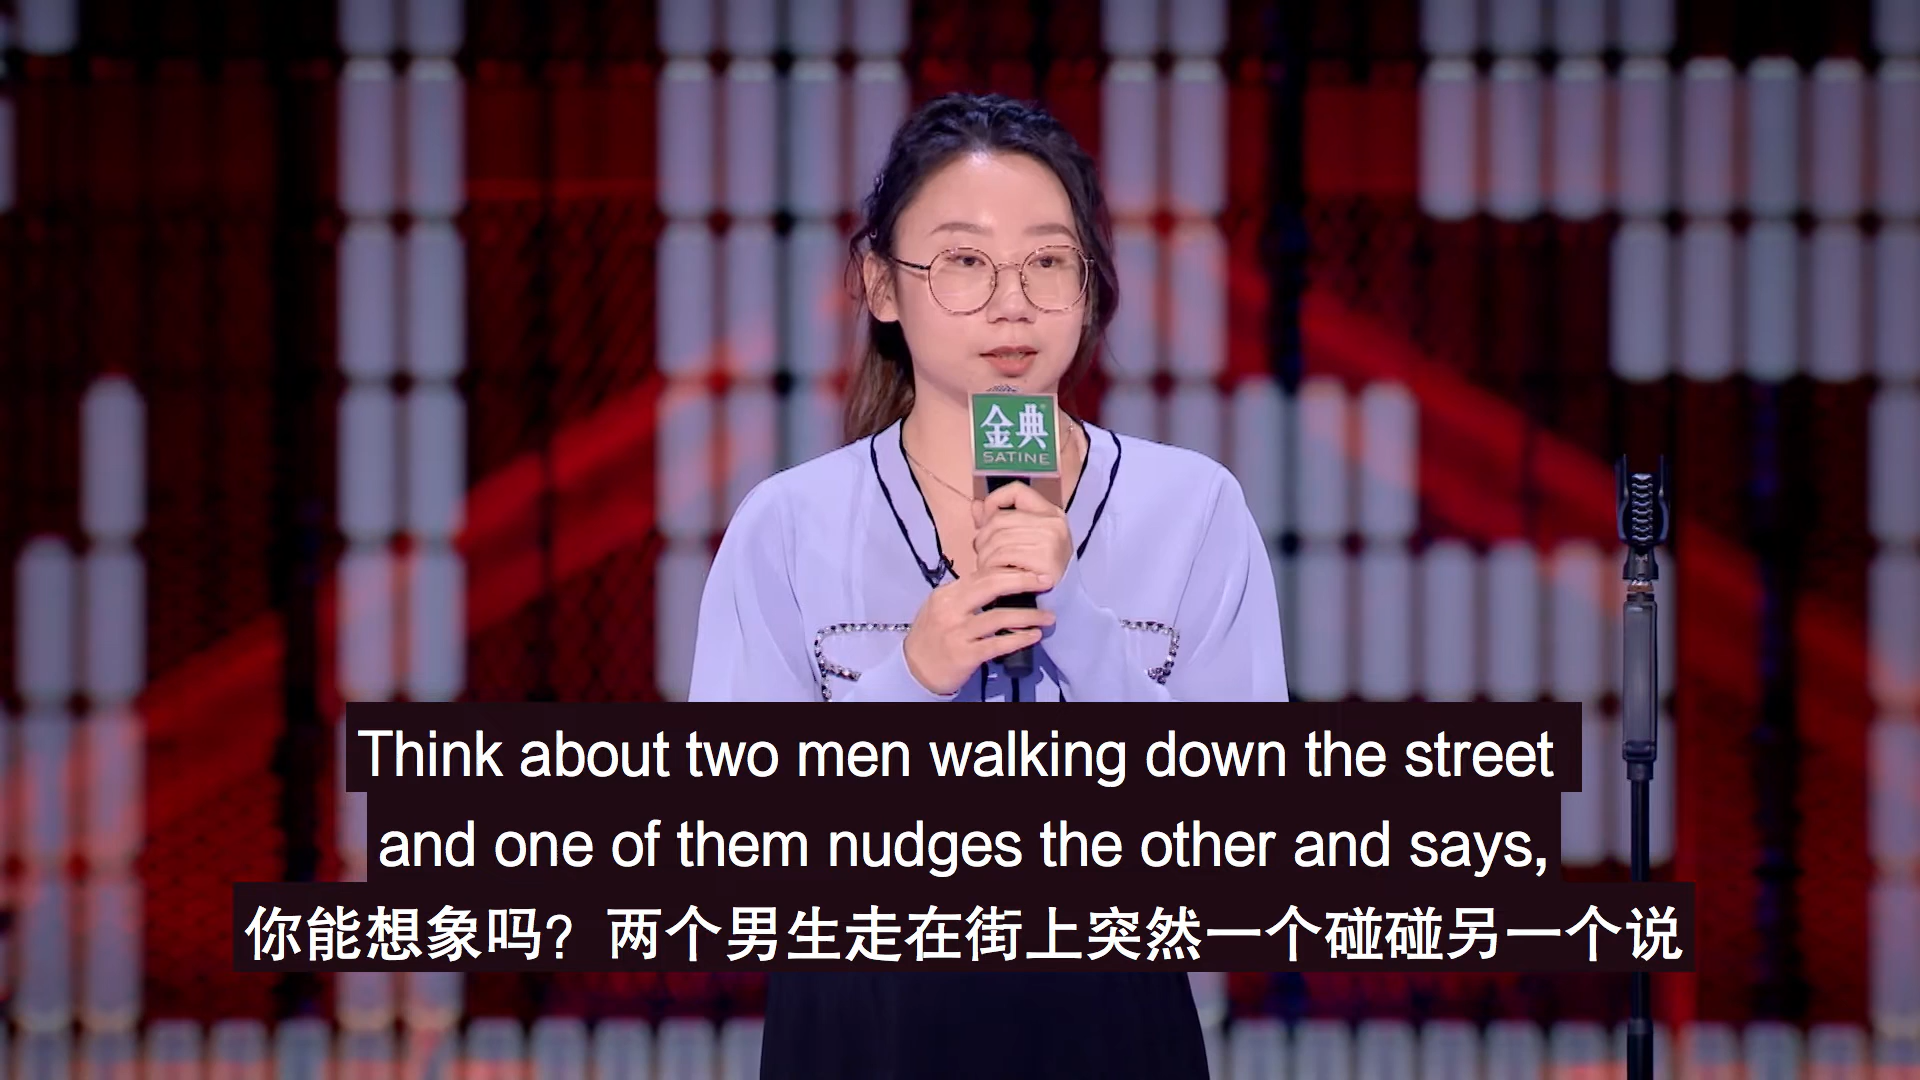 金典
SATINE
Think about two men walking down the street
and one of them nudges the other and says,
你能想象吗？两个男生走在街上突然一个碰碰另一个说